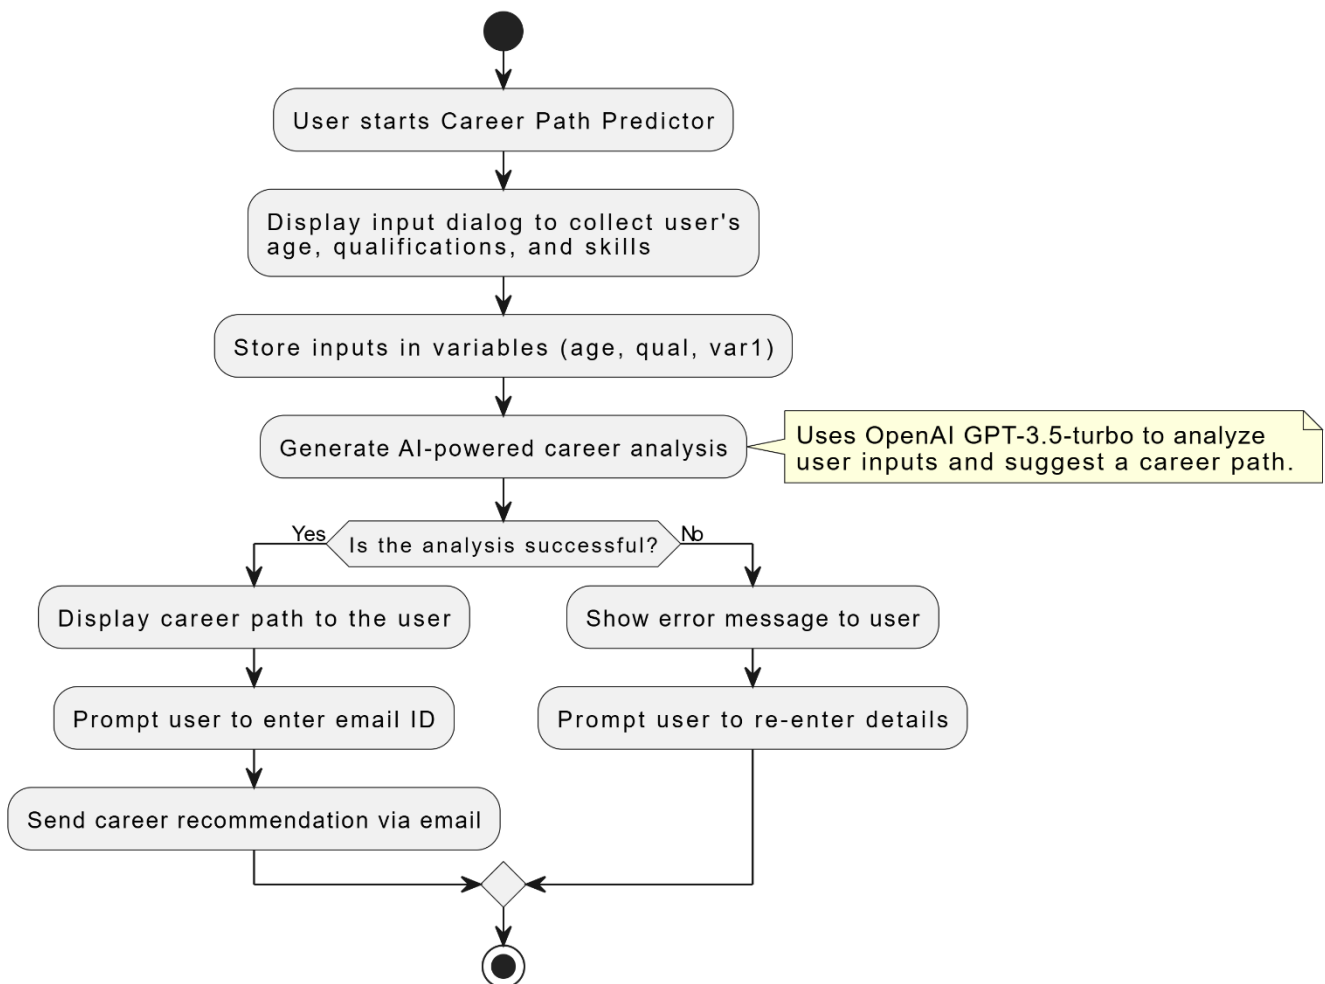 User starts Career Path Predictor
Display input dialog to collect user's
age, qualifications, and skills
Store inputs in variables (age, qual, var1)
Generate AI-powered career analysis
Uses OpenAI GPT-3.5-turbo to analyze
user inputs and suggest a career path.
Yes
Is the analysis successful?
No
Display career path to the user
Show error message to user
Prompt user to enter email ID
Prompt user to re-enter details
Send career recommendation via email